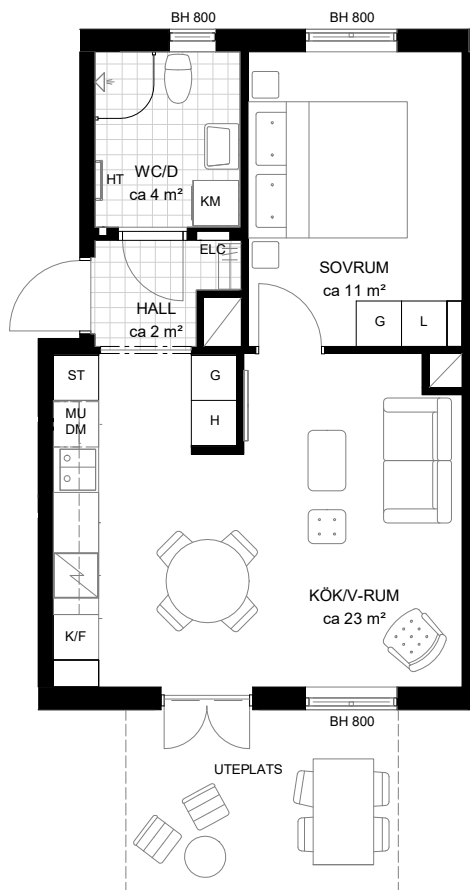 BH 800
BH 800
WC/D
ca 4 m²
HT
KM
ELC
SOVRUM
ca 11 m²
HALL
ca 2 m²
G
L
ST
G
MU
DM
H
KÖK/V-RUM
ca 23 m²
K/F
BH 800
UTEPLATS